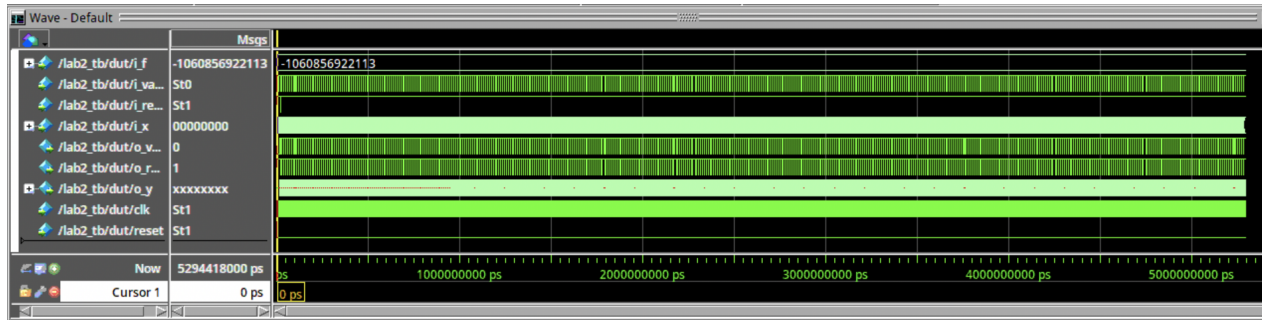 Wave - Default
Msgs
/lab2_tb/dut/i_f -1060856922113 -1060856922113
/lab2_tb/dut/i_va... St0
/lab2_tb/dut/i_re... St1
/lab2_tb/dut/i_x 00000000
/lab2_tb/dut/o_v... 0
/lab2_tb/dut/o_r... 1
/lab2_tb/dut/o_y xxxxxxxx
/lab2_tb/dut/clk St1
/lab2_tb/dut/reset St1
Now 5294418000 ps ps 1000000000 ps 2000000000 ps 3000000000 ps 4000000000 ps 5000000000 ps
Cursor 1 0 ps 0 ps